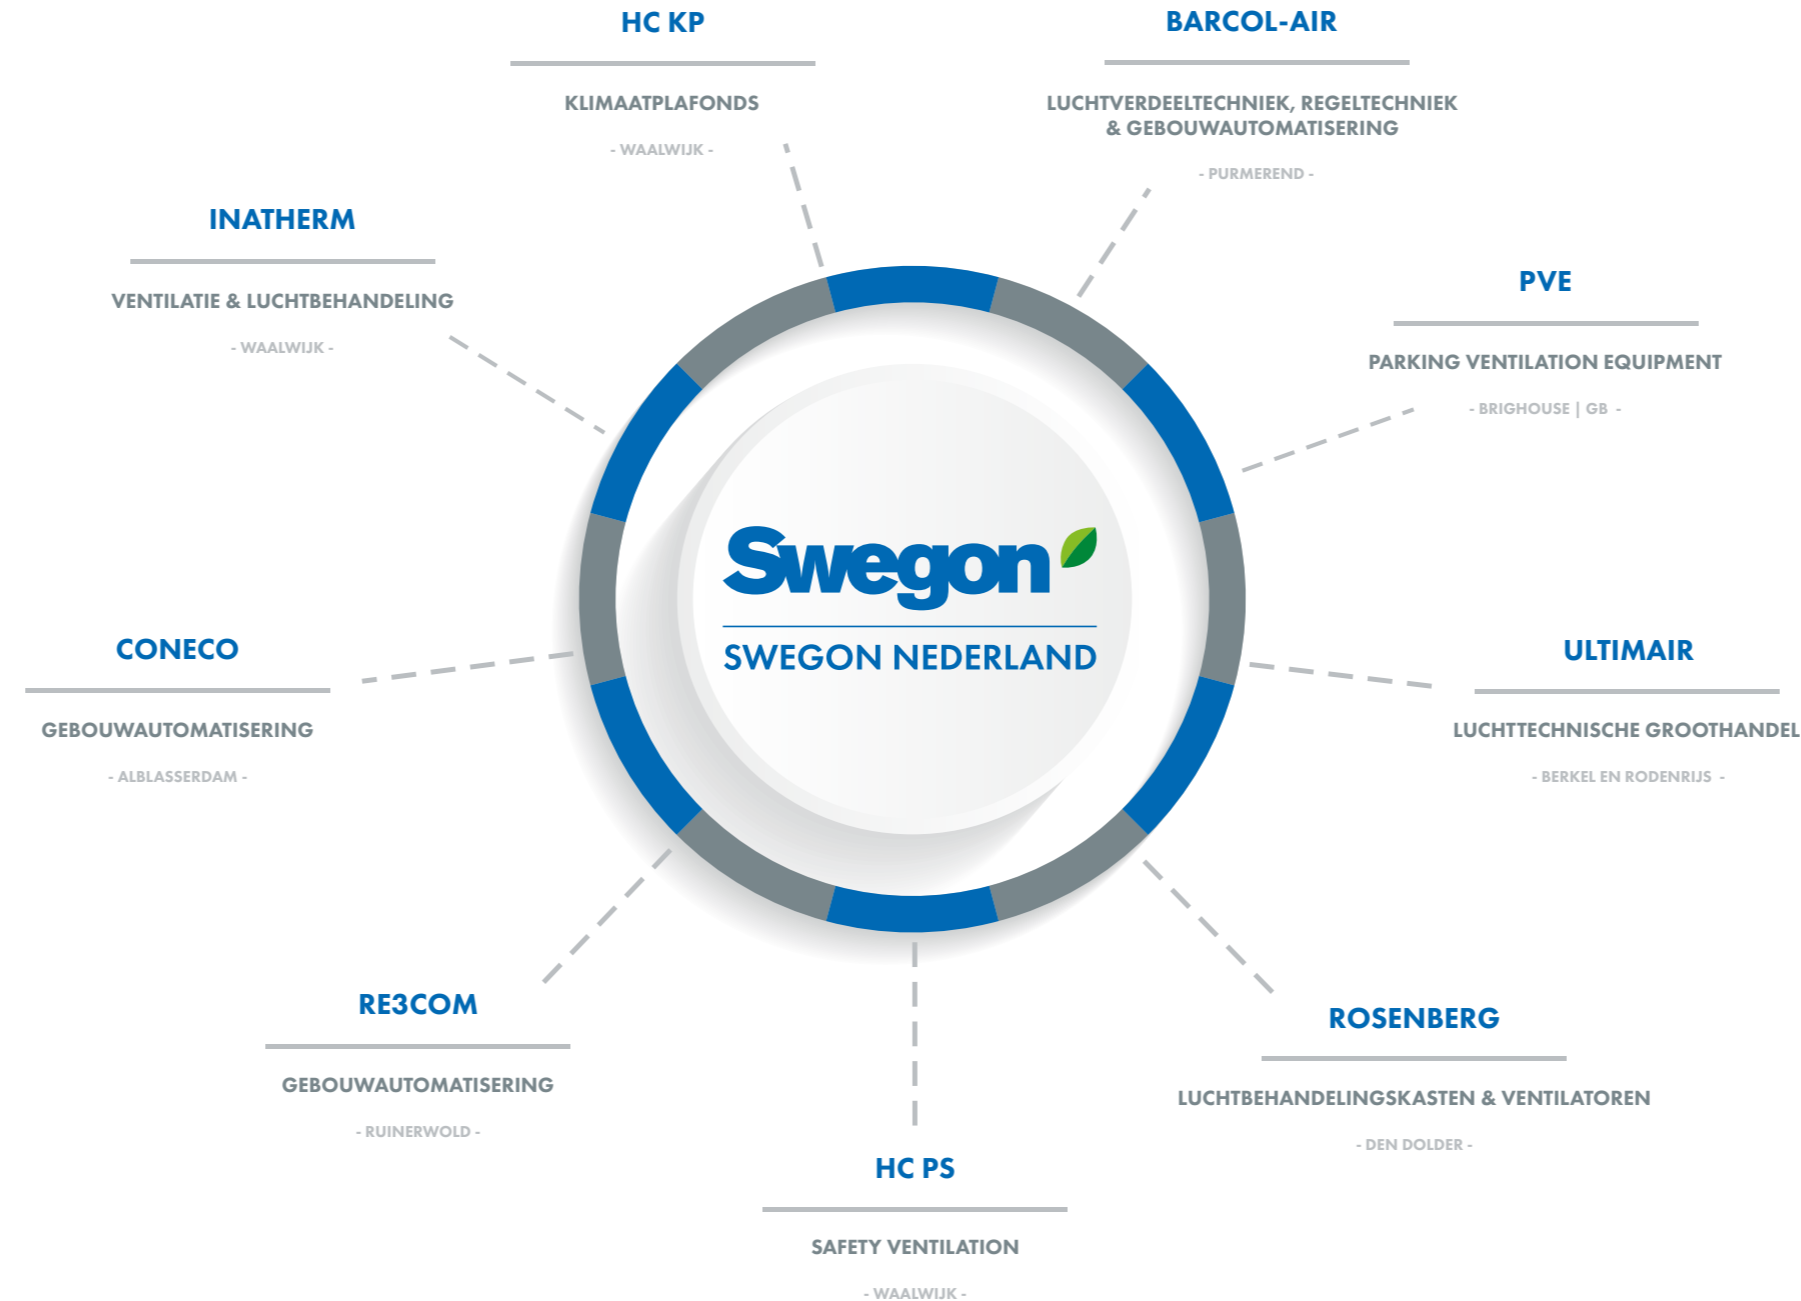 HC KP
KLIMAATPLAFONDS
- WAALWIJK -
BARCOL-AIR
LUCHTVERDEELTECHNIEK, REGELTECHNIEK
& GEBOUWAUTOMATISERING
- PURMEREND -
INATHERM
VENTILATIE & LUCHTBEHANDELING
- WAALWIJK -
PVE
PARKING VENTILATION EQUIPMENT
- BRIGHOUSE | GB -
Swegon
SWEGON NEDERLAND
CONECO
GEBOUWAUTOMATISERING
- ALBLASSERDAM -
ULTIMAIR
LUCHTTECHNISCHE GROOTHANDEL
- BERKEL EN RODENRIJS -
RE3COM
GEBOUWAUTOMATISERING
- RUINERWOLD -
ROSENBERG
LUCHTBEHANDELINGSKASTEN & VENTILATOREN
- DEN DOLDER -
HC PS
SAFETY VENTILATION
- WAALWIJK -